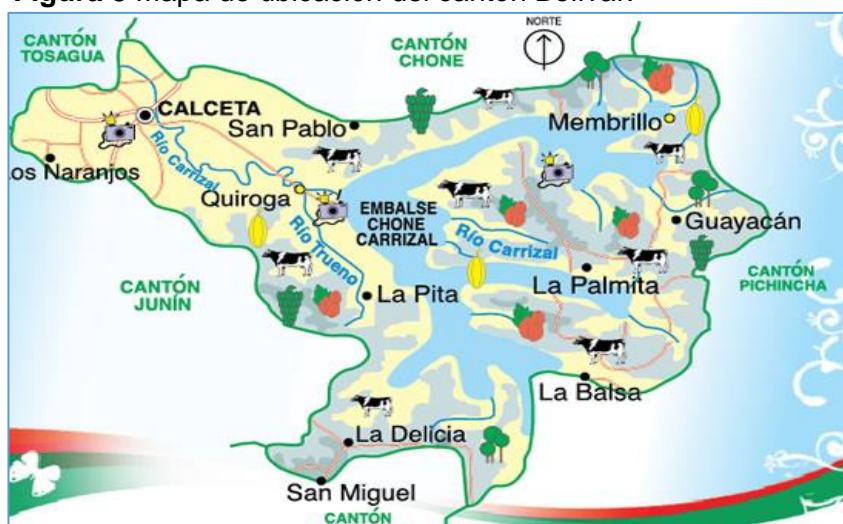 Figura Mapa de ubicación del cantón Bolívar.
CANTÓN
TOSAGUA
CANTÓN
CHONE
NORTE
CALCETA
San Pablo
Membrillo
os Naranjos
Río Carrizal
Quiroga
EMBALSE
CHONE
CARRIZAL
Guayacán
Río Trueno
Río Carrizal
CANTÓN
JUNÍN
La Pita
La Palmita
CANTÓN
PICHINCHA
La Balsa
La Delicia
San Miguel
CANTÓN